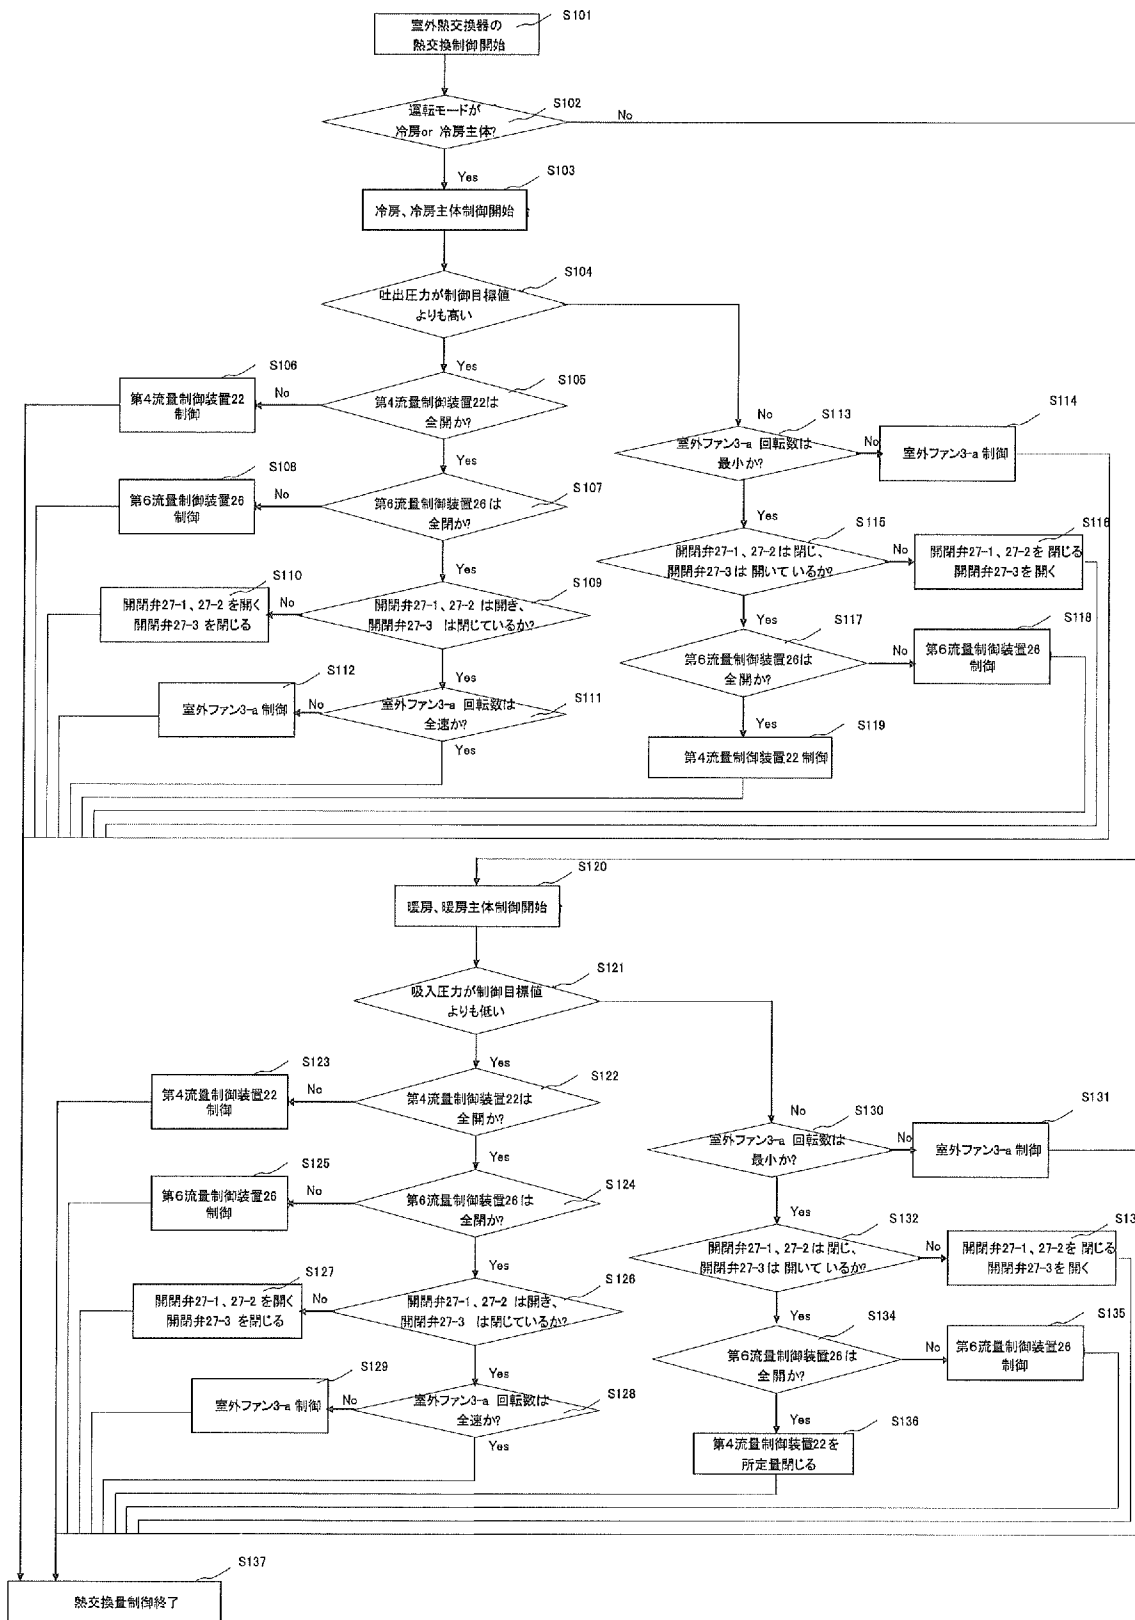 室外熱交換器の
熱交換制御開始
S101
運転モードが
冷房or 冷房主体?
S102
No
Yes
S103
冷房、冷房主体制御開始
S104
吐出圧力が制御目標値
よりも高い
Yes
S105
第4流量制御装置22は
全開か?
No
S106
第4流量制御装置22
制御
Yes
S107
第6流量制御装置26は
全閉か?
No
S108
第6流量制御装置26
制御
Yes
S109
開閉弁27-1、27-2 は開き、
開閉弁27-3 は閉じているか?
No
S110
開閉弁27-1、27-2 を開く
開閉弁27-3 を閉じる
Yes
S111
室外ファン3-a 回転数は
全速か?
No
S112
室外ファン3-a 制御
Yes
No
S113
室外ファン3-a 回転数は
最小か?
No
S114
室外ファン3-a 制御
Yes
S115
開閉弁27-1、27-2は閉じ、
開閉弁27-3は開いているか?
No
S116
開閉弁27-1、27-2を閉じる
開閉弁27-3を開く
Yes
S117
第6流量制御装置26は
全開か?
No
S118
第6流量制御装置26
制御
Yes
S119
第4流量制御装置22 制御
S120
暖房、暖房主体制御開始
S121
吸入圧力が制御目標値
よりも低い
Yes
S122
第4流量制御装置22は
全開か?
No
S123
第4流量制御装置22
制御
Yes
S124
第6流量制御装置26は
全閉か?
No
S125
第6流量制御装置26
制御
Yes
S126
開閉弁27-1、27-2 は開き、
開閉弁27-3 は閉じているか?
No
S127
開閉弁27-1、27-2 を開く
開閉弁27-3 を閉じる
Yes
S128
室外ファン3-a 回転数は
全速か?
No
S129
室外ファン3-a 制御
Yes
No
S130
室外ファン3-a 回転数は
最小か?
No
S131
室外ファン3-a 制御
Yes
S132
開閉弁27-1、27-2は閉じ、
開閉弁27-3は開いているか?
No
S13
開閉弁27-1、27-2を閉じる
開閉弁27-3を開く
Yes
S134
第6流量制御装置26は
全開か?
No
S135
第6流量制御装置26
制御
Yes
S136
第4流量制御装置22を
所定量閉じる
S137
熱交換量制御終了